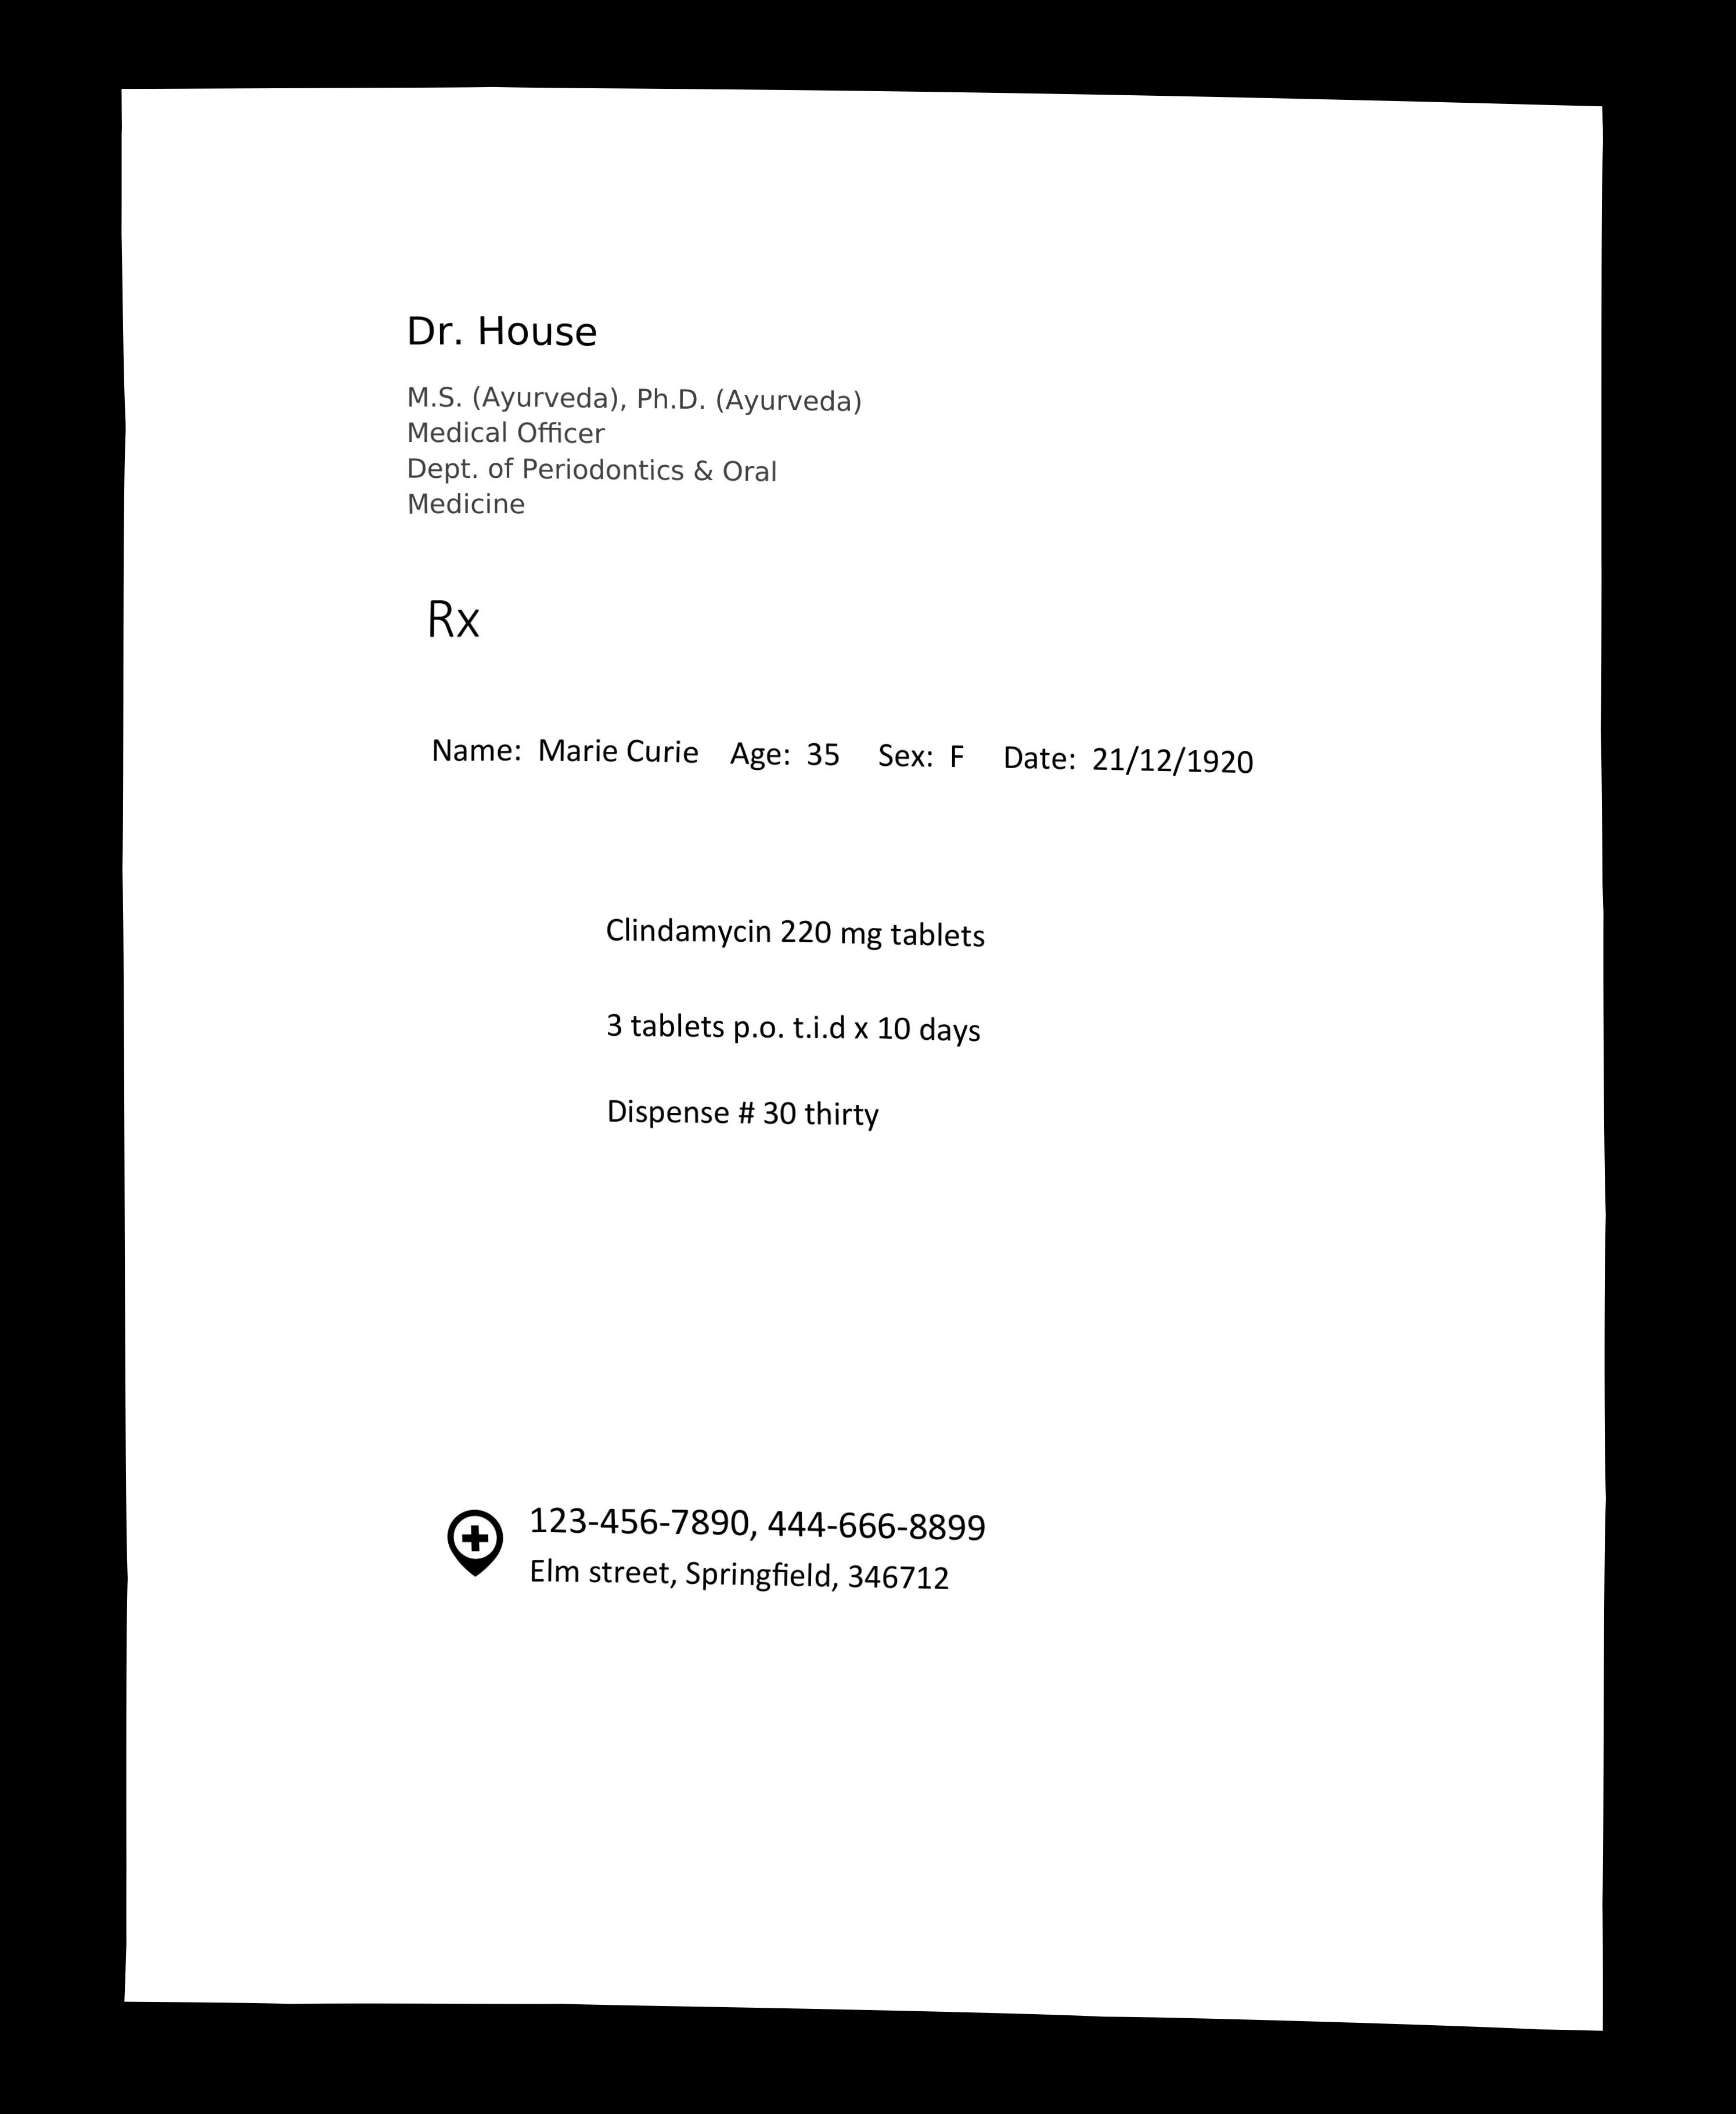 Dr. House
M.S. (Ayurveda), Ph.D. (Ayurveda)
Medical Officer
Dept. of Periodontics & Oral
Medicine
Rx
Name: Marie Curie Age: 35 Sex: F Date: 21/12/1920
Clindamycin 220 mg tablets
3 tablets p.o. t.i.d x 10 days
Dispense # 30 thirty
123-456-7890, 444-666-8899
Elm street, Springfield, 346712